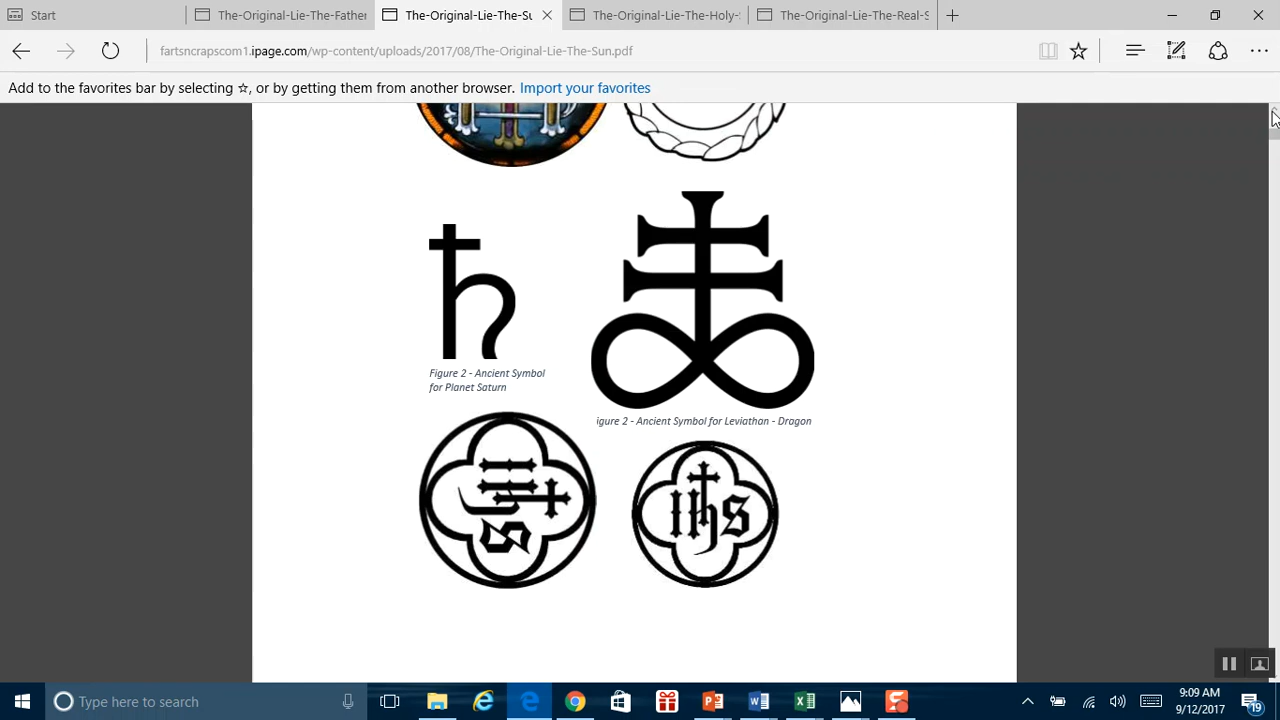 Start
The-Original-Lie-The-Father
The-Original-Lie-The-Su
The-Original-Lie-The-Holy-
The-Original-Lie-The-Real-S
fartsncrapscom1.ipage.com/wp-content/uploads/2017/08/The-Original-Lie-The-Sun.pdf
Add to the favorites bar by selecting ☆, or by getting them from another browser. Import your favorites
Figure 2 - Ancient Symbol
for Planet Saturn
igure 2 - Ancient Symbol for Leviathan - Dragon
IHS
IHS
Type here to search
9:09 AM
9/12/2017
19